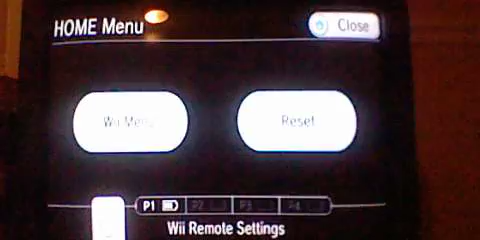 HOME Menu
Close
Wii Menu
Reset
P1 P2 P3 P4
Wii Remote Settings